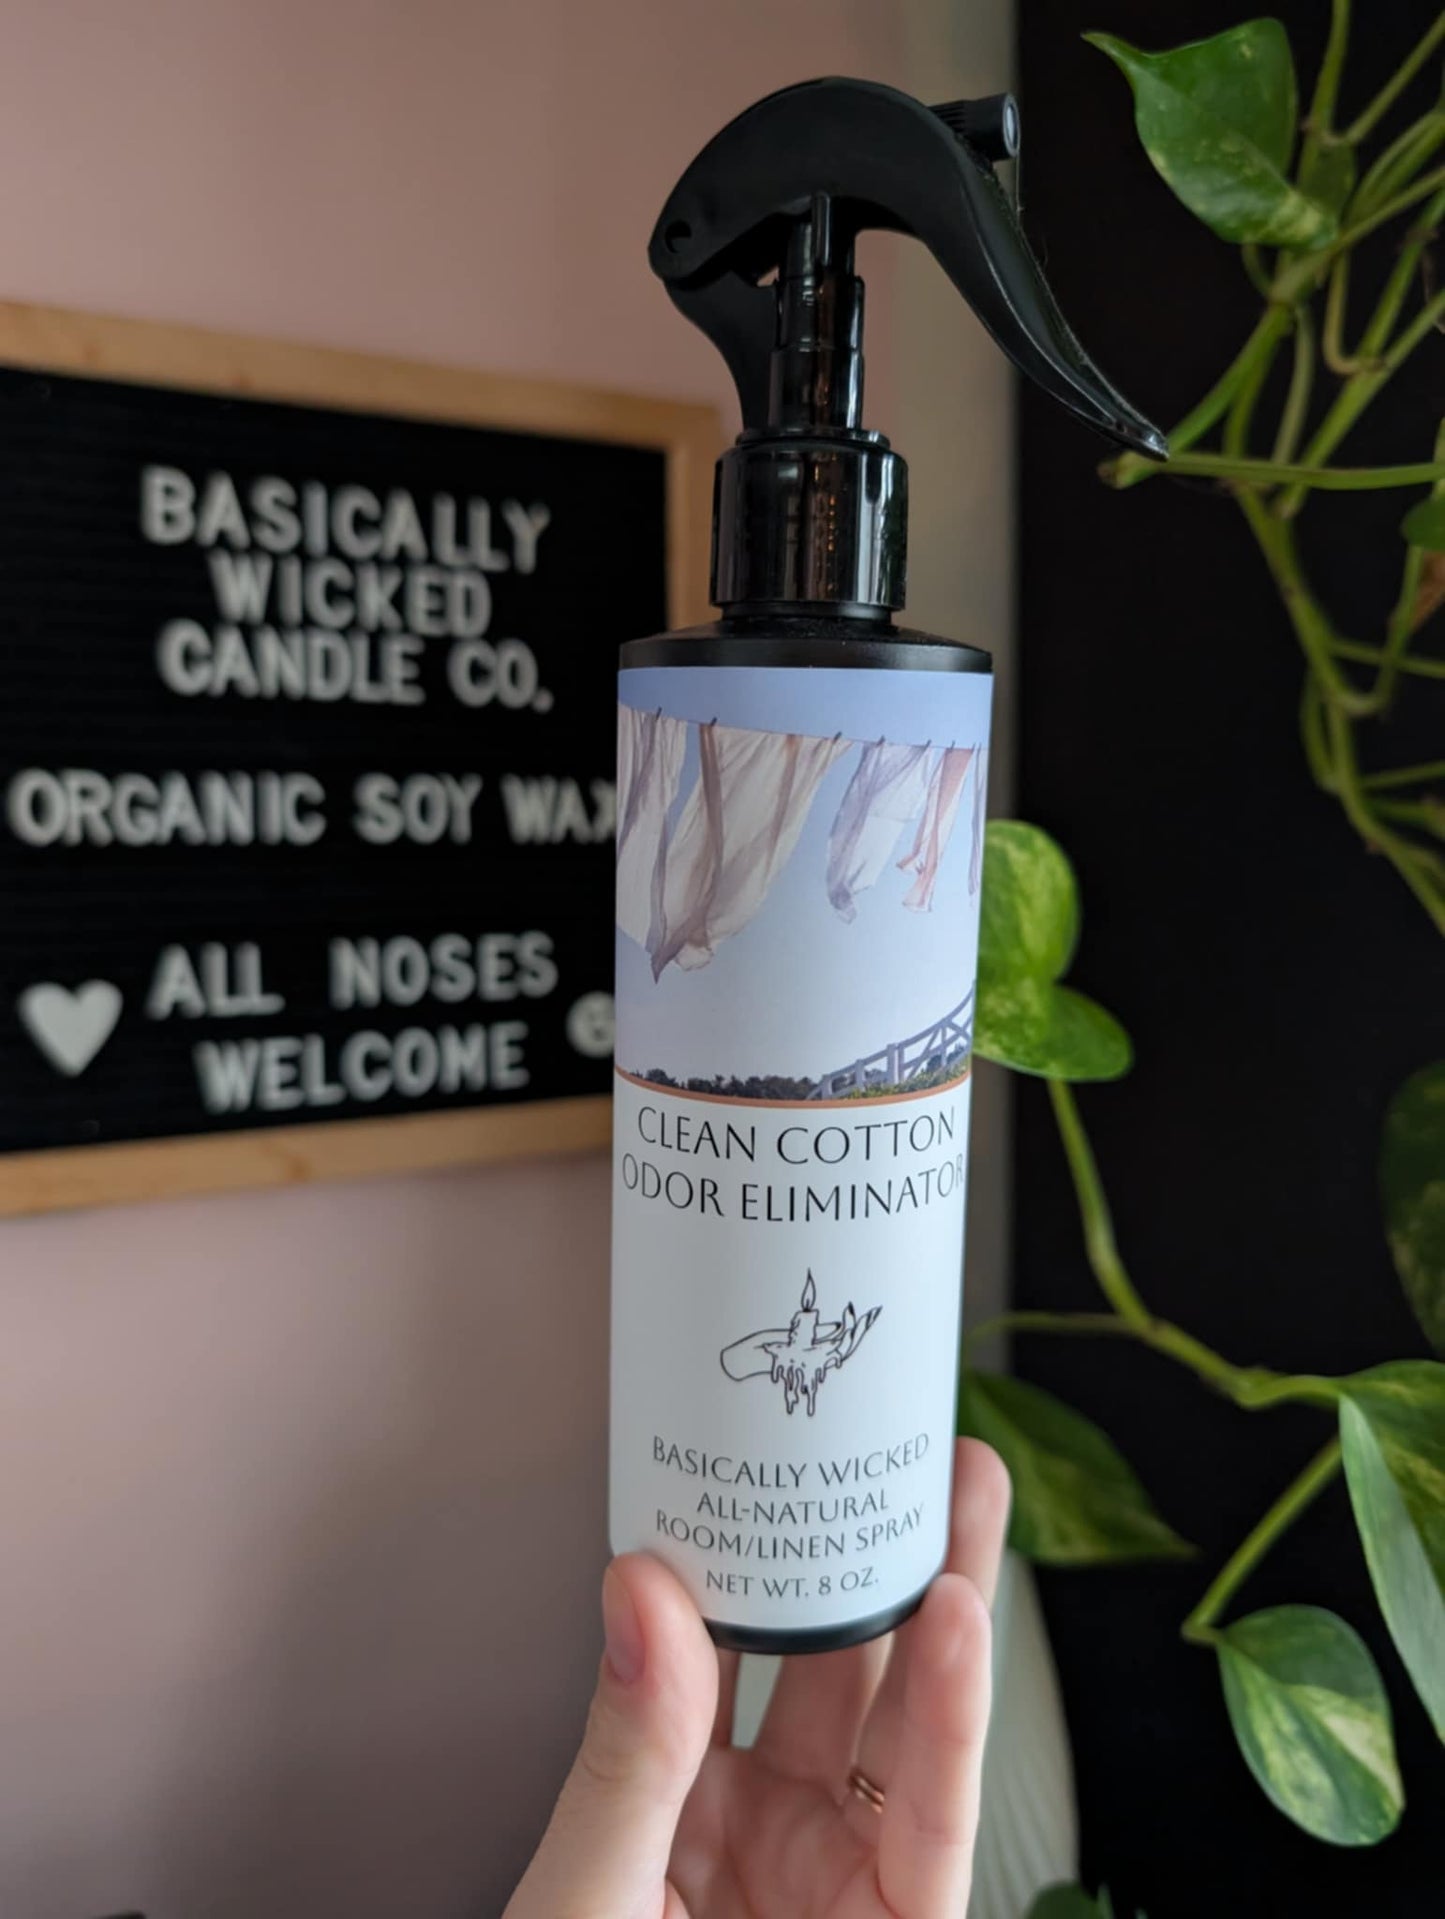 BASICALLY
WICKED
CANDLE CO.
ORGANIC SOY WAX
ALL NOSES
WELCOME
CLEAN COTTON
ODOR ELIMINATOR
BASICALLY WICKED
ALL-NATURAL
ROOM/LINEN SPRAY
NET WT. 8 OZ.